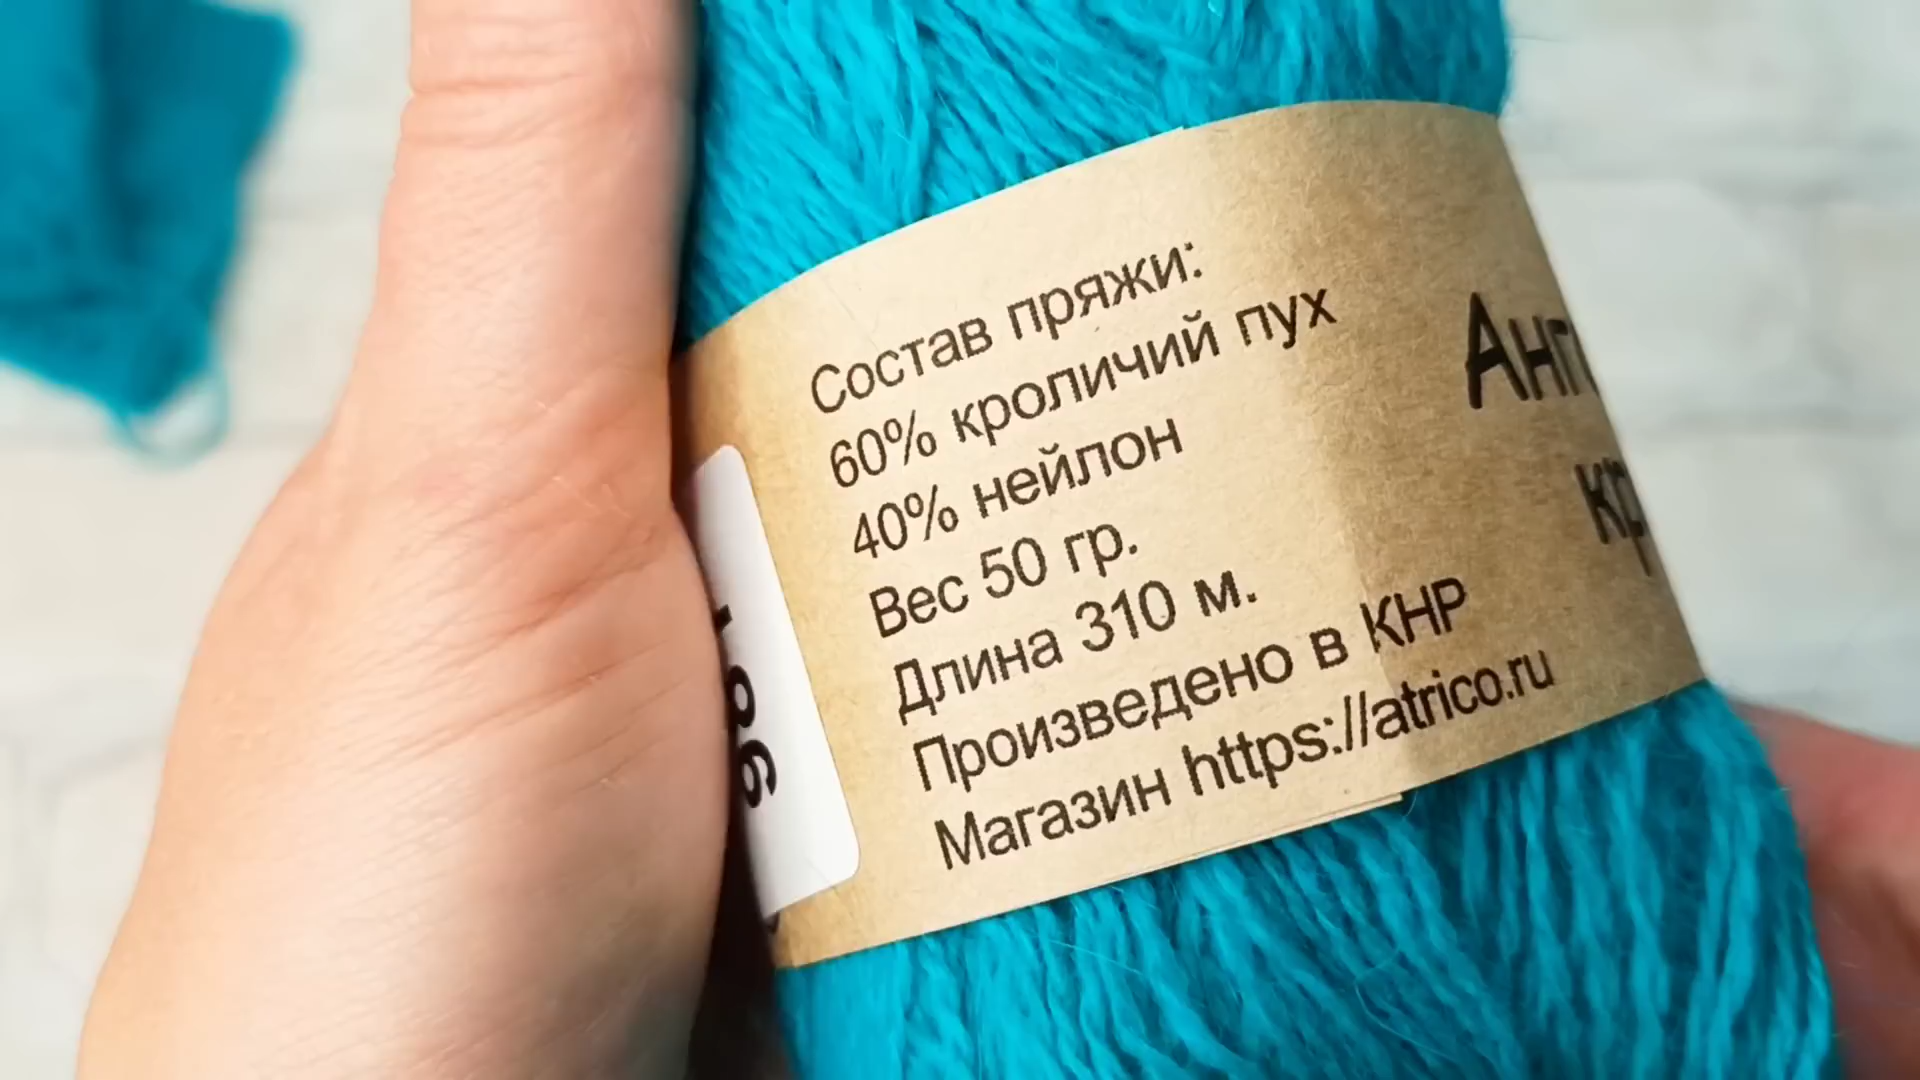 Состав пряжи:
60% кроличий пух
40% нейлон
Вес 50 гр.
Длина 310 м.
Произведено в КНР
Магазин https://atrico.ru